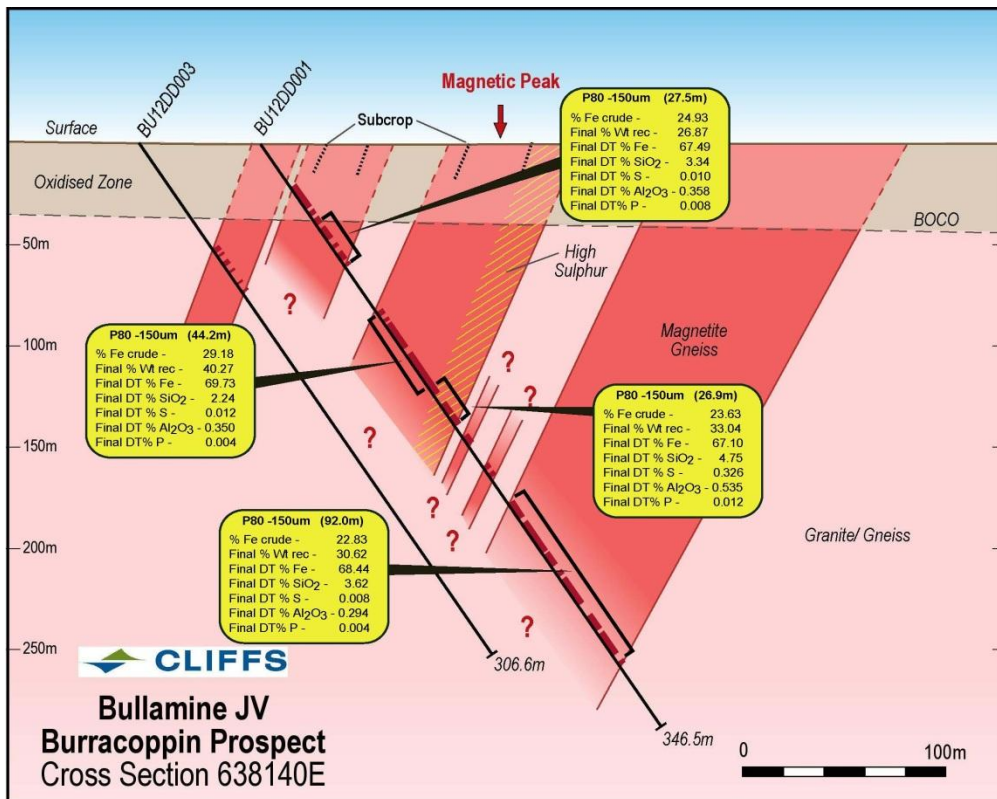 BU12DD003
BU12DD001
Magnetic Peak
Surface
Subcrop
Oxidised Zone
BOCO
P80 -150um (27.5m)
% Fe crude - 24.93
Final % Wt rec - 26.87
Final DT % Fe - 67.49
Final DT % SiO₂ - 3.34
Final DT % S - 0.010
Final DT % Al₂O₃ - 0.358
Final DT% P - 0.008
50m
High
Sulphur
?
100m
Magnetite
Gneiss
P80 -150um (44.2m)
% Fe crude - 29.18
Final % Wt rec - 40.27
Final DT % Fe - 69.73
Final DT % SiO₂ - 2.24
Final DT % S - 0.012
Final DT % Al₂O₃ - 0.350
Final DT% P - 0.004
?
?
P80 -150um (26.9m)
% Fe crude - 23.63
Final % Wt rec - 33.04
Final DT % Fe - 67.10
Final DT % SiO₂ - 4.75
Final DT % S - 0.326
Final DT % Al₂O₃ - 0.535
Final DT% P - 0.012
150m
?
?
?
?
P80 -150um (92.0m)
% Fe crude - 22.83
Final % Wt rec - 30.62
Final DT % Fe - 68.44
Final DT % SiO₂ - 3.62
Final DT % S - 0.008
Final DT % Al₂O₃ - 0.294
Final DT% P - 0.004
200m
Granite/ Gneiss
?
250m
306.6m
346.5m
CLIFFS
Bullamine JV
Burracoppin Prospect
Cross Section 638140E
0 100m